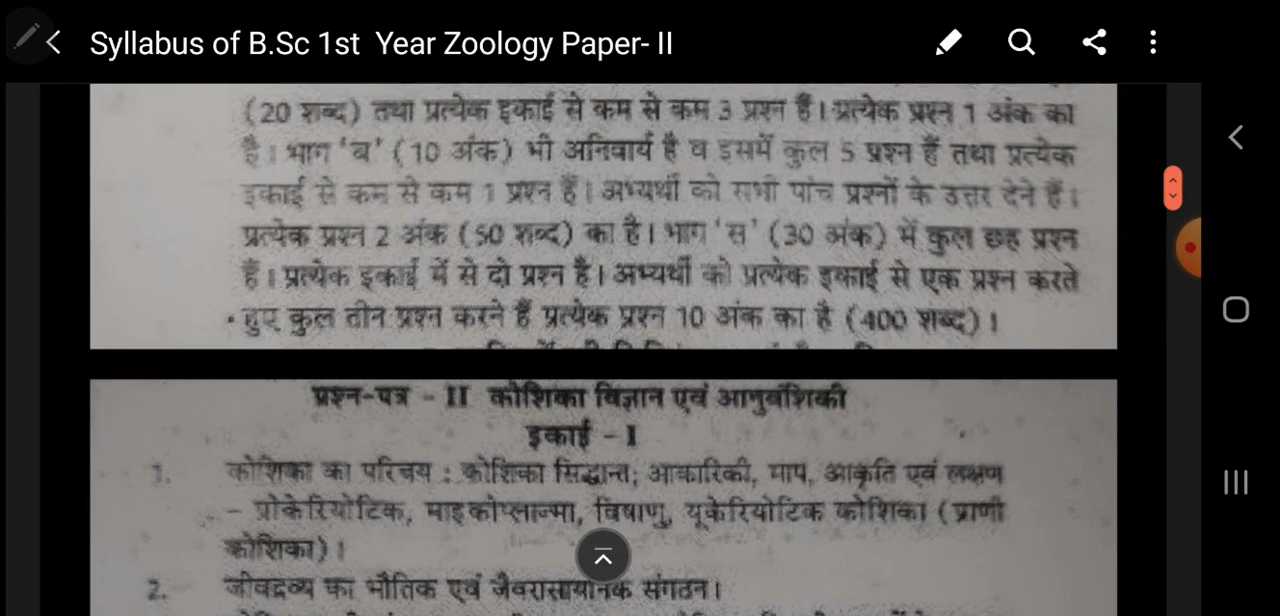 Syllabus of B.Sc 1st Year Zoology Paper- II
(20 शब्द) तथा प्रत्येक इकाई से कम से कम 3 प्रश्न हैं। प्रत्येक प्रश्न 1 अंक का
है। भाग 'ब' (10 अंक) भी अनिवार्य है व इसमें कुल 5 प्रश्न हैं तथा प्रत्येक
इकाई से कम से कम 1 प्रश्न हैं। अभ्यर्थी को सभी पांच प्रश्नों के उत्तर देने हैं।
प्रत्येक प्रश्न 2 अंक (50 शब्द) का है। भाग 'स' (30 अंक) में कुल छह प्रश्न
हैं। प्रत्येक इकाई में से दो प्रश्न है। अभ्यर्थी को प्रत्येक इकाई से एक प्रश्न करते
हुए कुल तीन प्रश्न करने हैं प्रत्येक प्रश्न 10 अंक का है (400 शब्द)।
प्रश्न-पत्र - II कोशिका विज्ञान एवं आनुवंशिकी
इकाई - I
1. कोशिका का परिचय : कोशिका सिद्धान्त; आकारिकी, माप, आकृति एवं लक्षण
- प्रोकेरियोटिक, माइकोप्लाज्मा, विषाणु, यूकेरियोटिक कोशिका (प्राणी
कोशिका)।
2. जीवद्रव्य का भौतिक एवं जैवरासायनिक संगठन।